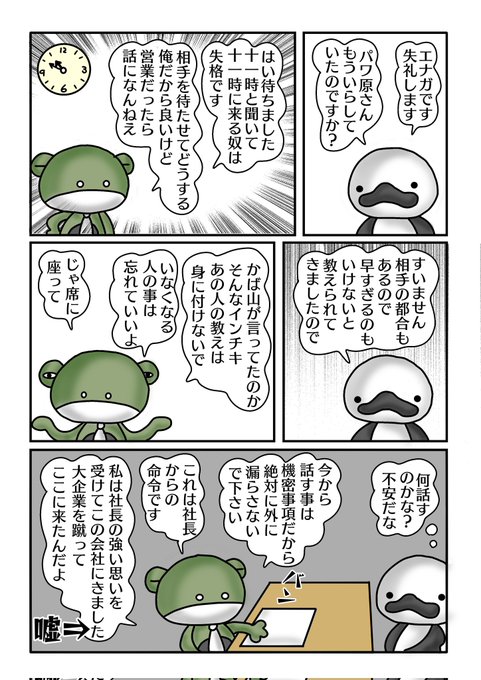 エナガです
失礼します
パワ原さん
もういらして
いたのですか?
はい待ちました
十一時と聞いて
十一時に来る奴は
失格です
相手を待たせてどうする
俺だから良いけど
営業だったら
話になんねえ
12
すいません
相手の都合も
あるので
早すぎるのも
いけないと
教えられて
きましたので
かば山が言ってたのか
そんなインチキ
あの人の教えは
身に付けないで
いなくなる
人の事は
忘れていいよ
じゃ席に
座って
何話す
のかな?
不安だな
今から
話す事は
機密事項だから
絶対に外に
漏らさない
で下さい
バン
これは社長
からの
命令です
私は社長の強い思いを
受けてこの会社にきました
大企業を蹴って
ここに来たんだよ
嘘⇒